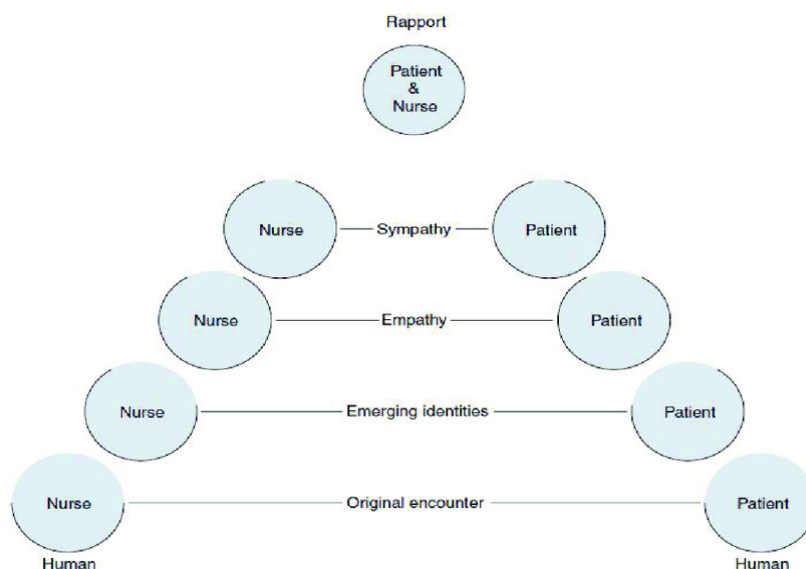 Rapport
Patient
&
Nurse
Nurse Sympathy Patient
Nurse Empathy Patient
Nurse Emerging identities Patient
Nurse Original encounter Patient
Human Human